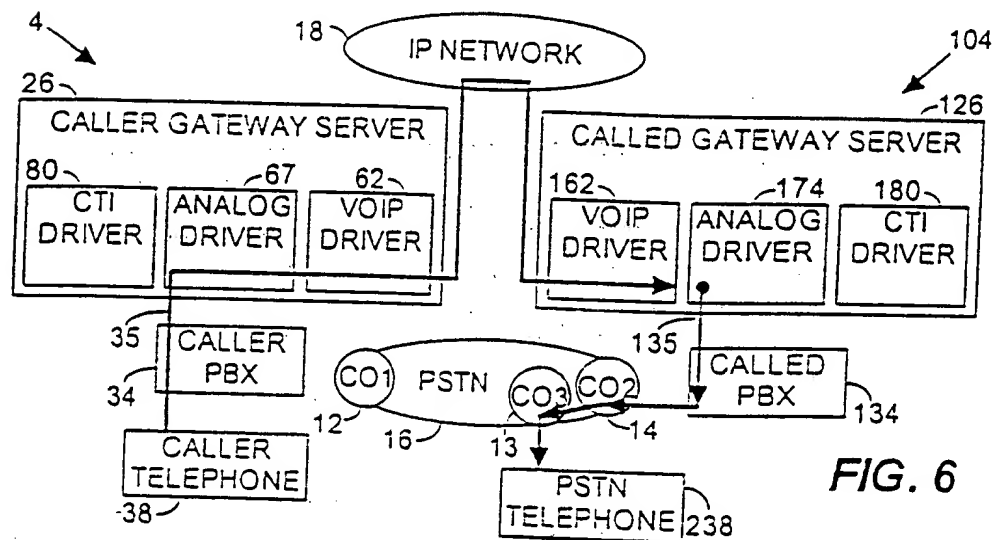 4
18
IP NETWORK
104
26
CALLER GATEWAY SERVER
80
CTI
DRIVER
67
ANALOG
DRIVER
62
VOIP
DRIVER
126
CALLED GATEWAY SERVER
162
VOIP
DRIVER
174
ANALOG
DRIVER
180
CTI
DRIVER
35
CALLER
PBX
34
CALLER
TELEPHONE
38
CO1
PSTN
CO3
CO2
12
16
13
14
135
CALLED
PBX
134
PSTN
TELEPHONE
238
FIG. 6